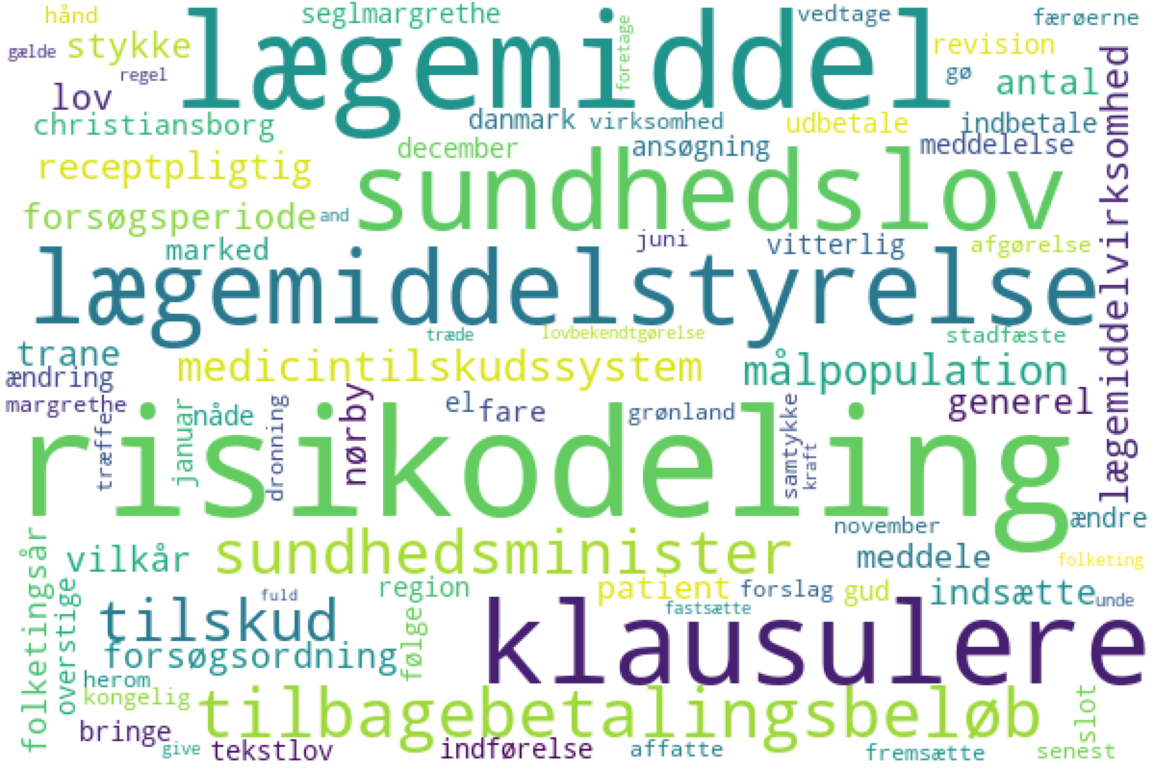 hånd
seglmargrethe
vedtage
færøerne
lægemiddel
foretage
gælde
stykke
revision
regel
gø
antal
lov
lægemiddelvirksomhed
christiansborg
danmark
virksomhed
udbetale
indbetale
december
ansøgning
meddelelse
receptpligtig
sundhedslov
forsøgsperiode
and
marked
juni
vitterlig
afgørelse
lægemiddelstyrelse
træde
lovbekendtgørelse
stadfæste
trane
medicintilskudssystem
målpopulation
ændring
margrethe
nåde
nørby
el
fare
grønland
generel
træffe
januar
dronning
samtykke
kraft
risikodeling
november
ændre
folketingsår
vilkår
sundhedsminister
meddele
folketing
overstige
region
patient
forslag
gud
indsætte
unde
fuld
fastsætte
tilskud
klausulere
forsøgsordning
følge
herom
kongelig
tilbagebetalingsbeløb
slot
bringe
give
tekstlov
indførelse
affatte
fremsætte
senest